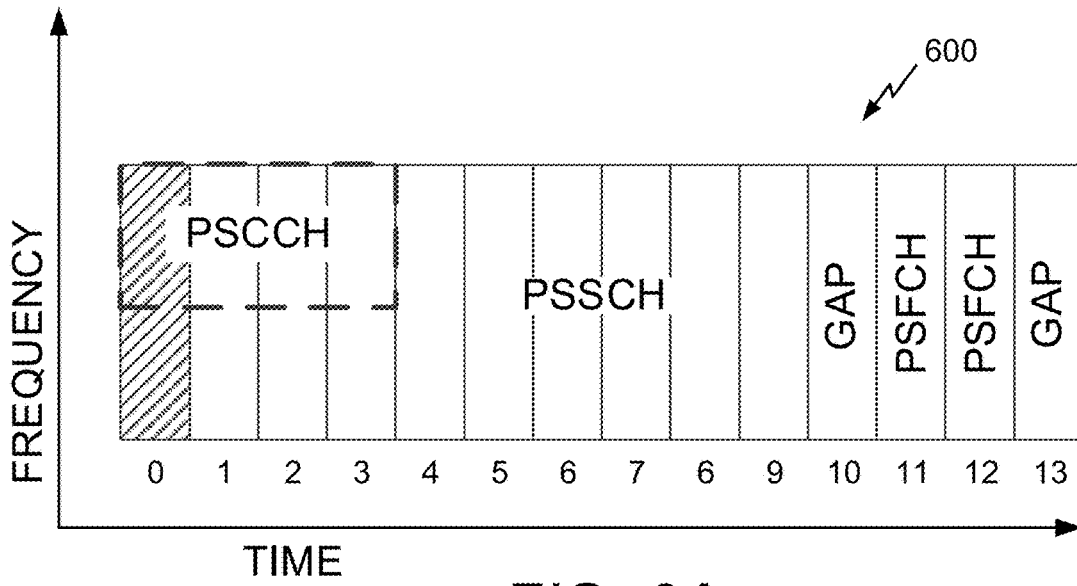 600
FREQUENCY
PSCCH
PSSCH
GAP
PSFCH
PSFCH
GAP
0 1 2 3 4 5 6 7 6 9 10 11 12 13
TIME